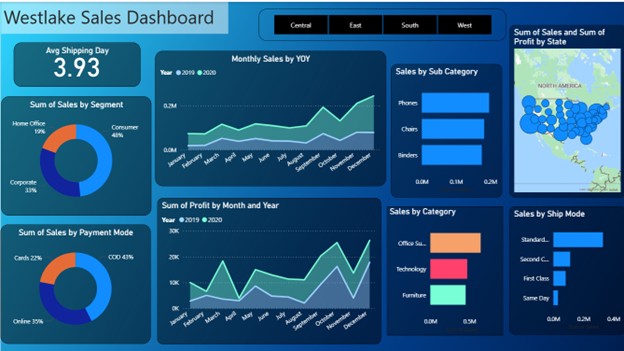 Westlake Sales Dashboard
Central
East
South
West
Avg Shipping Day
3.93
Sum of Sales by Segment
Home Office
19%
Consumer
48%
Corporate
33%
Sum of Sales by Payment Mode
Cards 22%
COD 43%
Online 35%
Monthly Sales by YOY
Year 2019 2020
0.2M
0.0M
January
February
March
April
May
June
July
August
September
October
November
December
Sum of Profit by Month and Year
Year 2019 2020
30K
20K
10K
0K
January
February
March
April
May
June
July
August
September
October
November
December
Sales by Sub Category
Phones
Chairs
Binders
0.0M 0.1M 0.2M
Sales by Category
Office Su...
Technology
Furniture
0.0M 0.5M
Sum of Sales and Sum of
Profit by State
NORTH AMERICA
Sales by Ship Mode
Standard...
Second C...
First Class
Same Day
0.0M 0.2M 0.4M